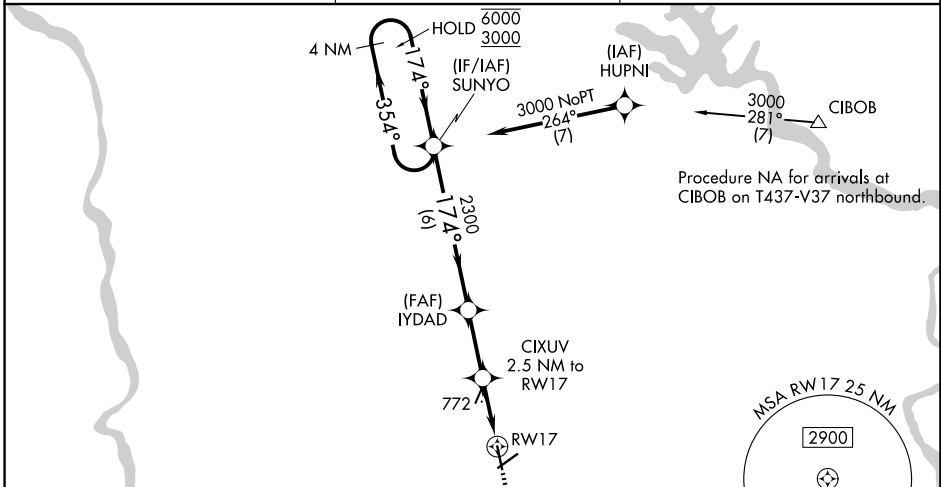 HOLD 6000
3000
4 NM
174°
354°
(IF/IAF)
SUNYO
(IAF)
HUPNI
3000 NoPT
264°
(7)
3000
281°
(7)
CIBOB
Procedure NA for arrivals at
CIBOB on T437-V37 northbound.
2300
174°
(6)
(FAF)
IYDAD
CIXUV
2.5 NM to
RW17
772
RW17
MSA RW17 25 NM
2900